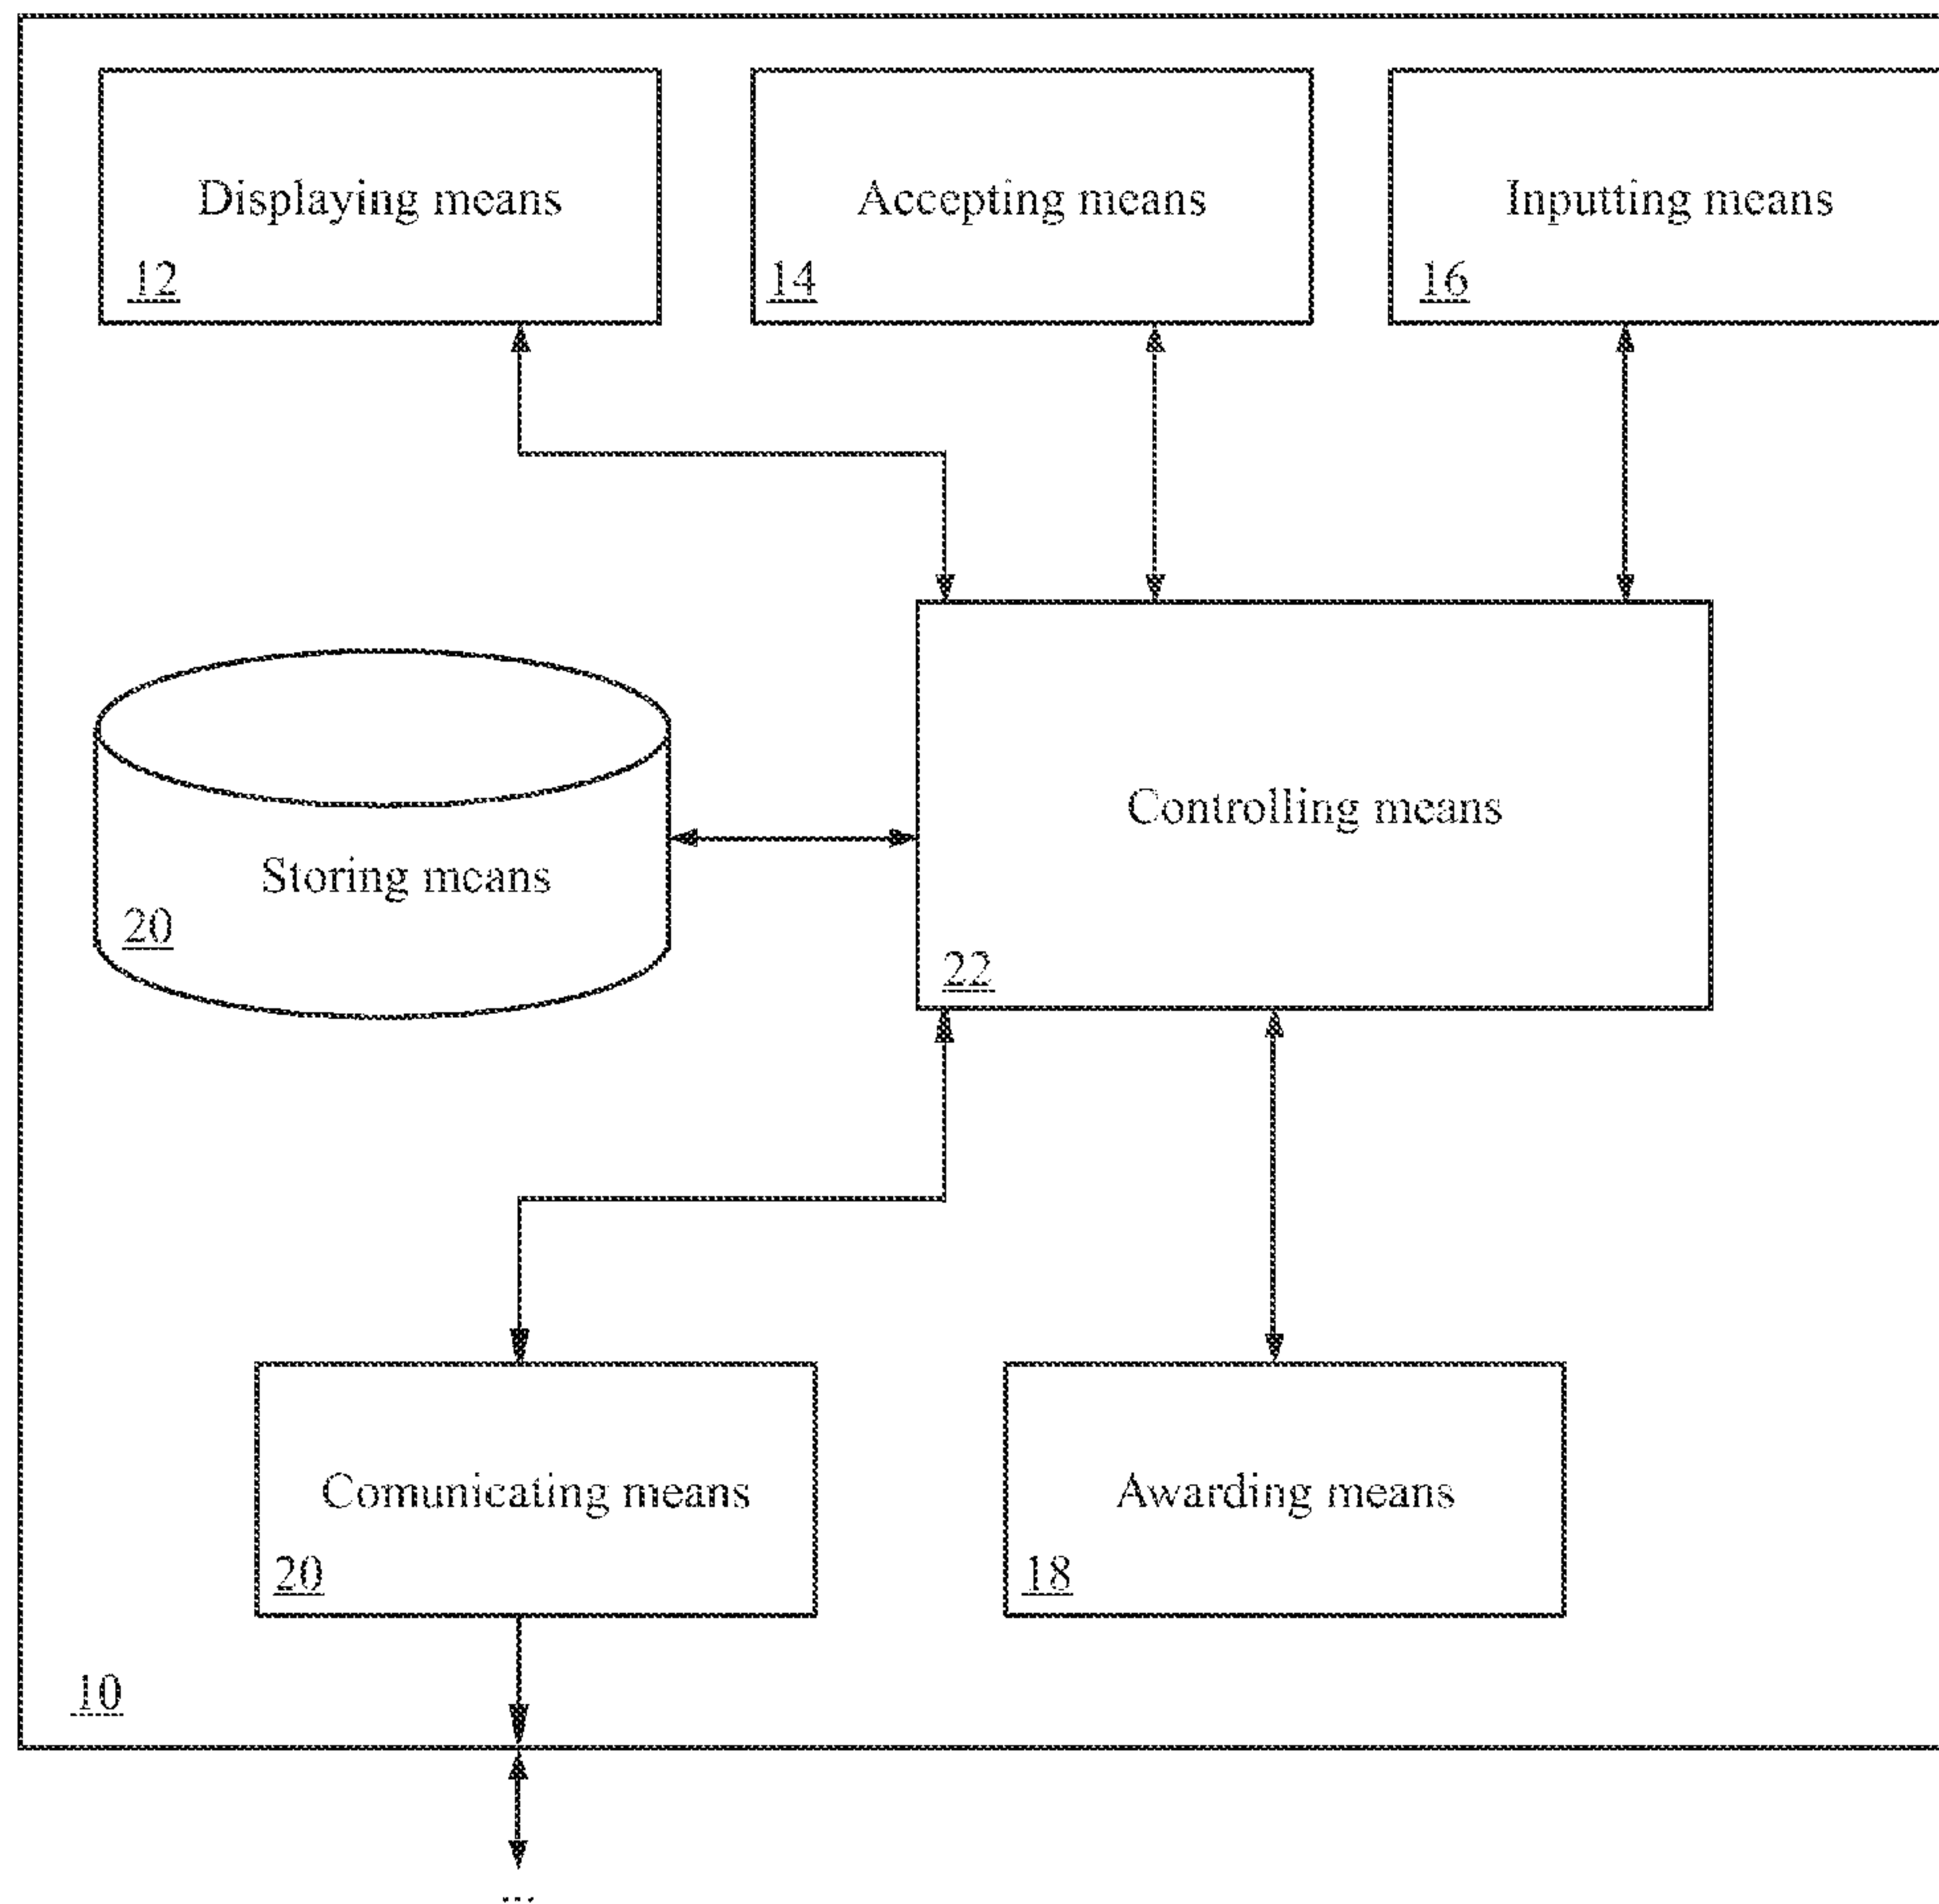 Displaying means
12
Accepting means
14
Inputting means
16
Storing means
20
Controlling means
22
Comunicating means
20
Awarding means
18
10
...